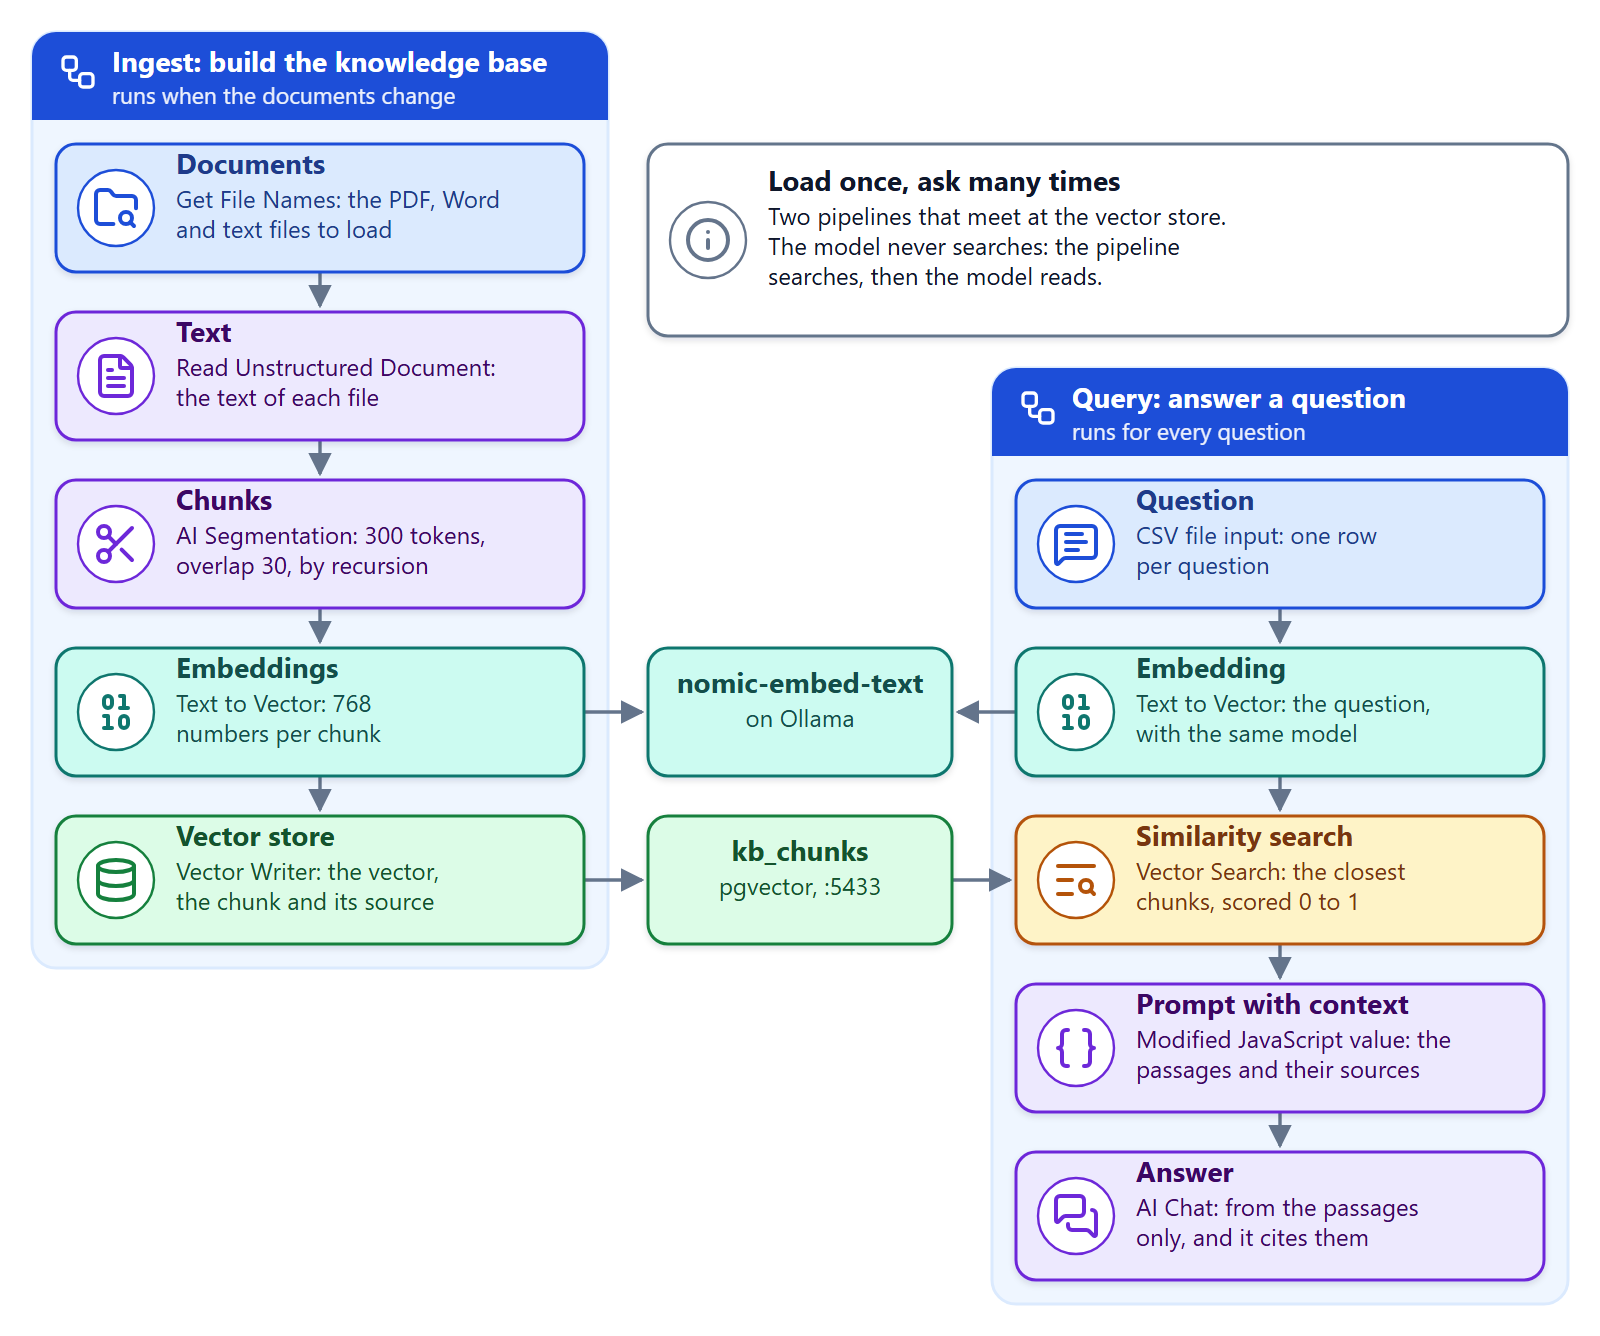 Ingest: build the knowledge base
runs when the documents change
Documents
Get File Names: the PDF, Word
and text files to load
Text
Read Unstructured Document:
the text of each file
Chunks
AI Segmentation: 300 tokens,
overlap 30, by recursion
Embeddings
Text to Vector: 768
numbers per chunk
Vector store
Vector Writer: the vector,
the chunk and its source
Load once, ask many times
Two pipelines that meet at the vector store.
The model never searches: the pipeline
searches, then the model reads.
nomic-embed-text
on Ollama
kb_chunks
pgvector, :5433
Query: answer a question
runs for every question
Question
CSV file input: one row
per question
Embedding
Text to Vector: the question,
with the same model
Similarity search
Vector Search: the closest
chunks, scored 0 to 1
Prompt with context
Modified JavaScript value: the
passages and their sources
Answer
AI Chat: from the passages
only, and it cites them